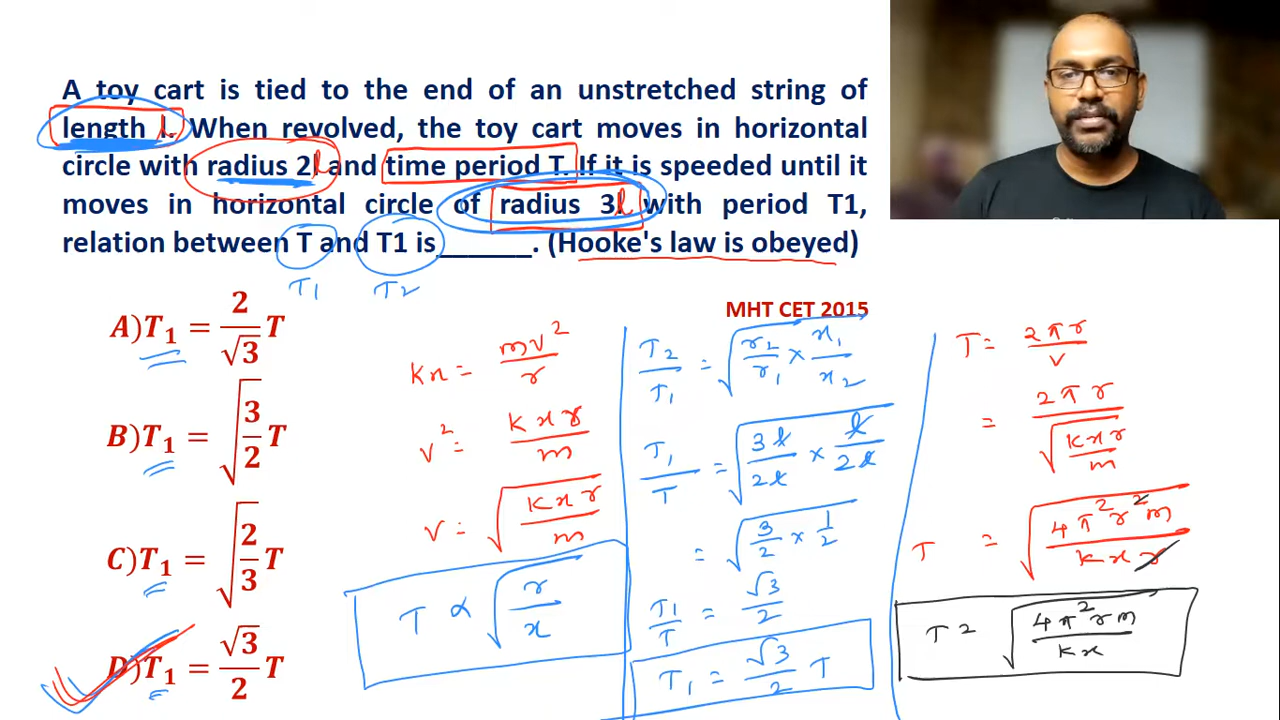 A toy cart is tied to the end of an unstretched string of
length l. When revolved, the toy cart moves in horizontal
circle with radius 2l and time period T. If it is speeded until it
moves in horizontal circle of radius 3l with period T1,
relation between T and T1 is______. (Hooke's law is obeyed)
T1 T2
MHT CET 2015
A) T₁ = 2/√3 T
B) T₁ = √(3/2) T
C) T₁ = √(2/3) T
D) T₁ = √3/2 T
kx = mv²/r
v² = kxr/m
v = √(kxr/m)
T ∝ √(r/x)
T2/T1 = √(r2/r1 × x1/x2)
T1/T = √(3l/2l × l/2l)
= √(3/2 × 1/2)
T1/T = √3/2
T1 = √3/2 T
T = 2πr/v
= 2πr/√(kxr/m)
T = √(4π²r²m/kxr)
T = √(4π²rm/kx)